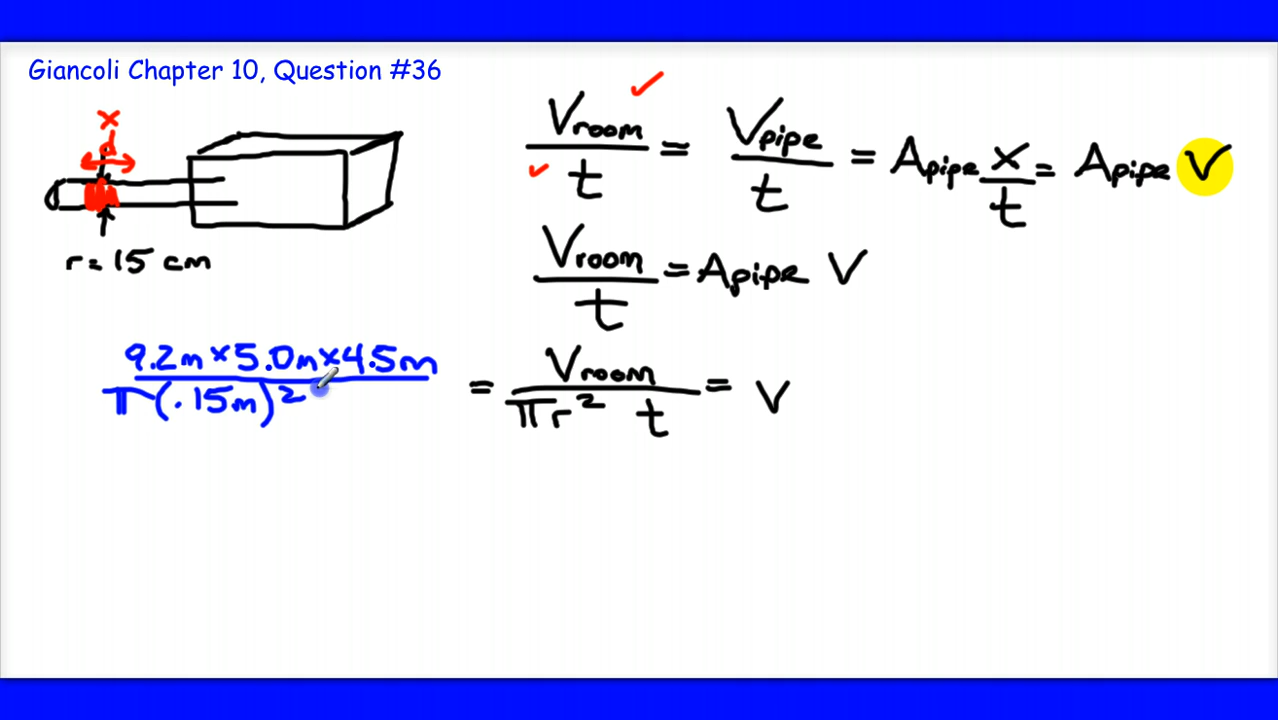 Giancoli Chapter 10, Question #36
x
d
r = 15 cm
Vroom / t = Vpipe / t = Apipe x / t = Apipe V
Vroom / t = Apipe V
9.2m × 5.0m × 4.5m / π(.15m)² = Vroom / πr² t = V